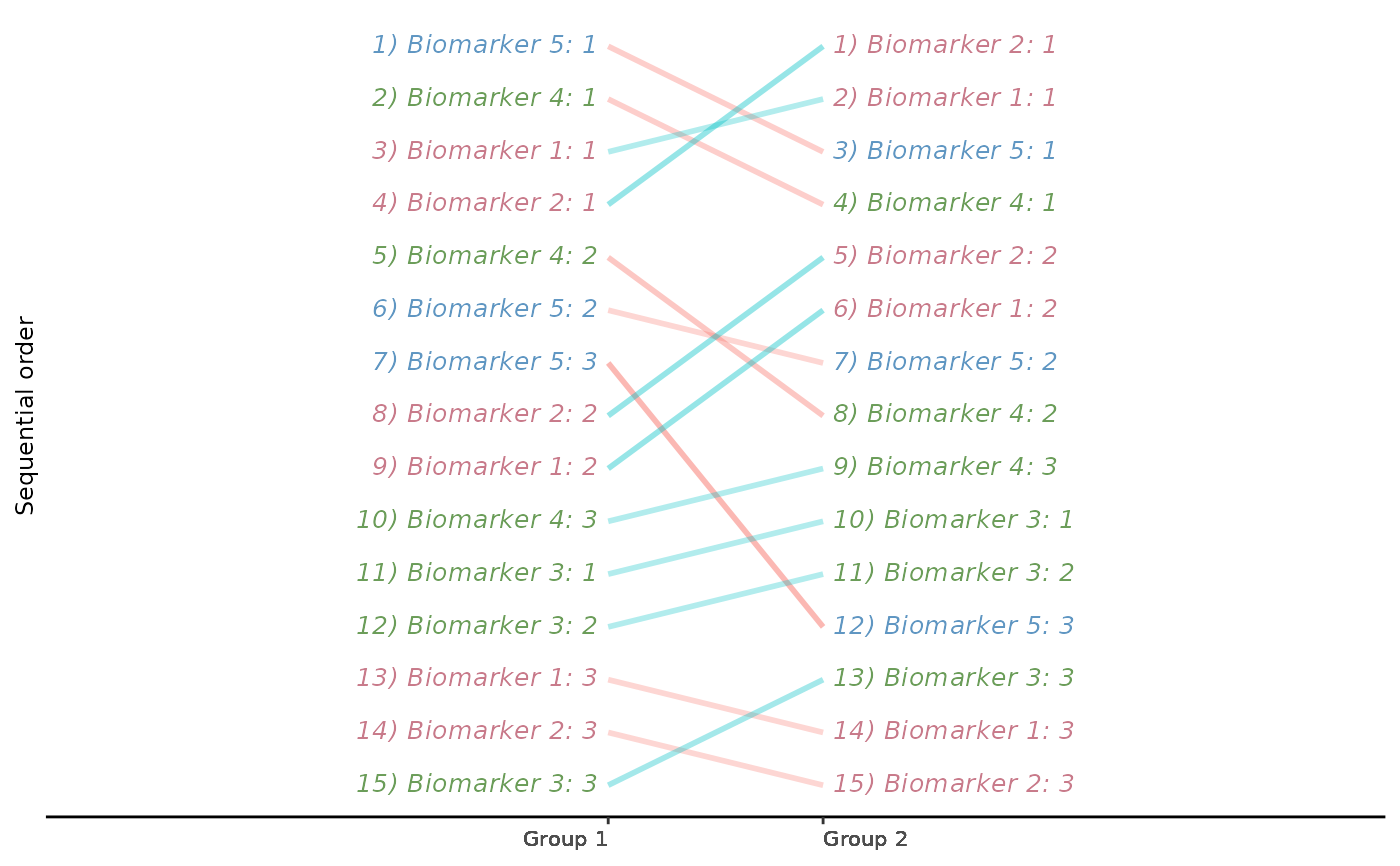 1) Biomarker 5: 1
2) Biomarker 4: 1
3) Biomarker 1: 1
4) Biomarker 2: 1
5) Biomarker 4: 2
6) Biomarker 5: 2
7) Biomarker 5: 3
8) Biomarker 2: 2
9) Biomarker 1: 2
10) Biomarker 4: 3
11) Biomarker 3: 1
12) Biomarker 3: 2
13) Biomarker 1: 3
14) Biomarker 2: 3
15) Biomarker 3: 3
1) Biomarker 2: 1
2) Biomarker 1: 1
3) Biomarker 5: 1
4) Biomarker 4: 1
5) Biomarker 2: 2
6) Biomarker 1: 2
7) Biomarker 5: 2
8) Biomarker 4: 2
9) Biomarker 4: 3
10) Biomarker 3: 1
11) Biomarker 3: 2
12) Biomarker 5: 3
13) Biomarker 3: 3
14) Biomarker 1: 3
15) Biomarker 2: 3
Sequential order
Group 1
Group 2